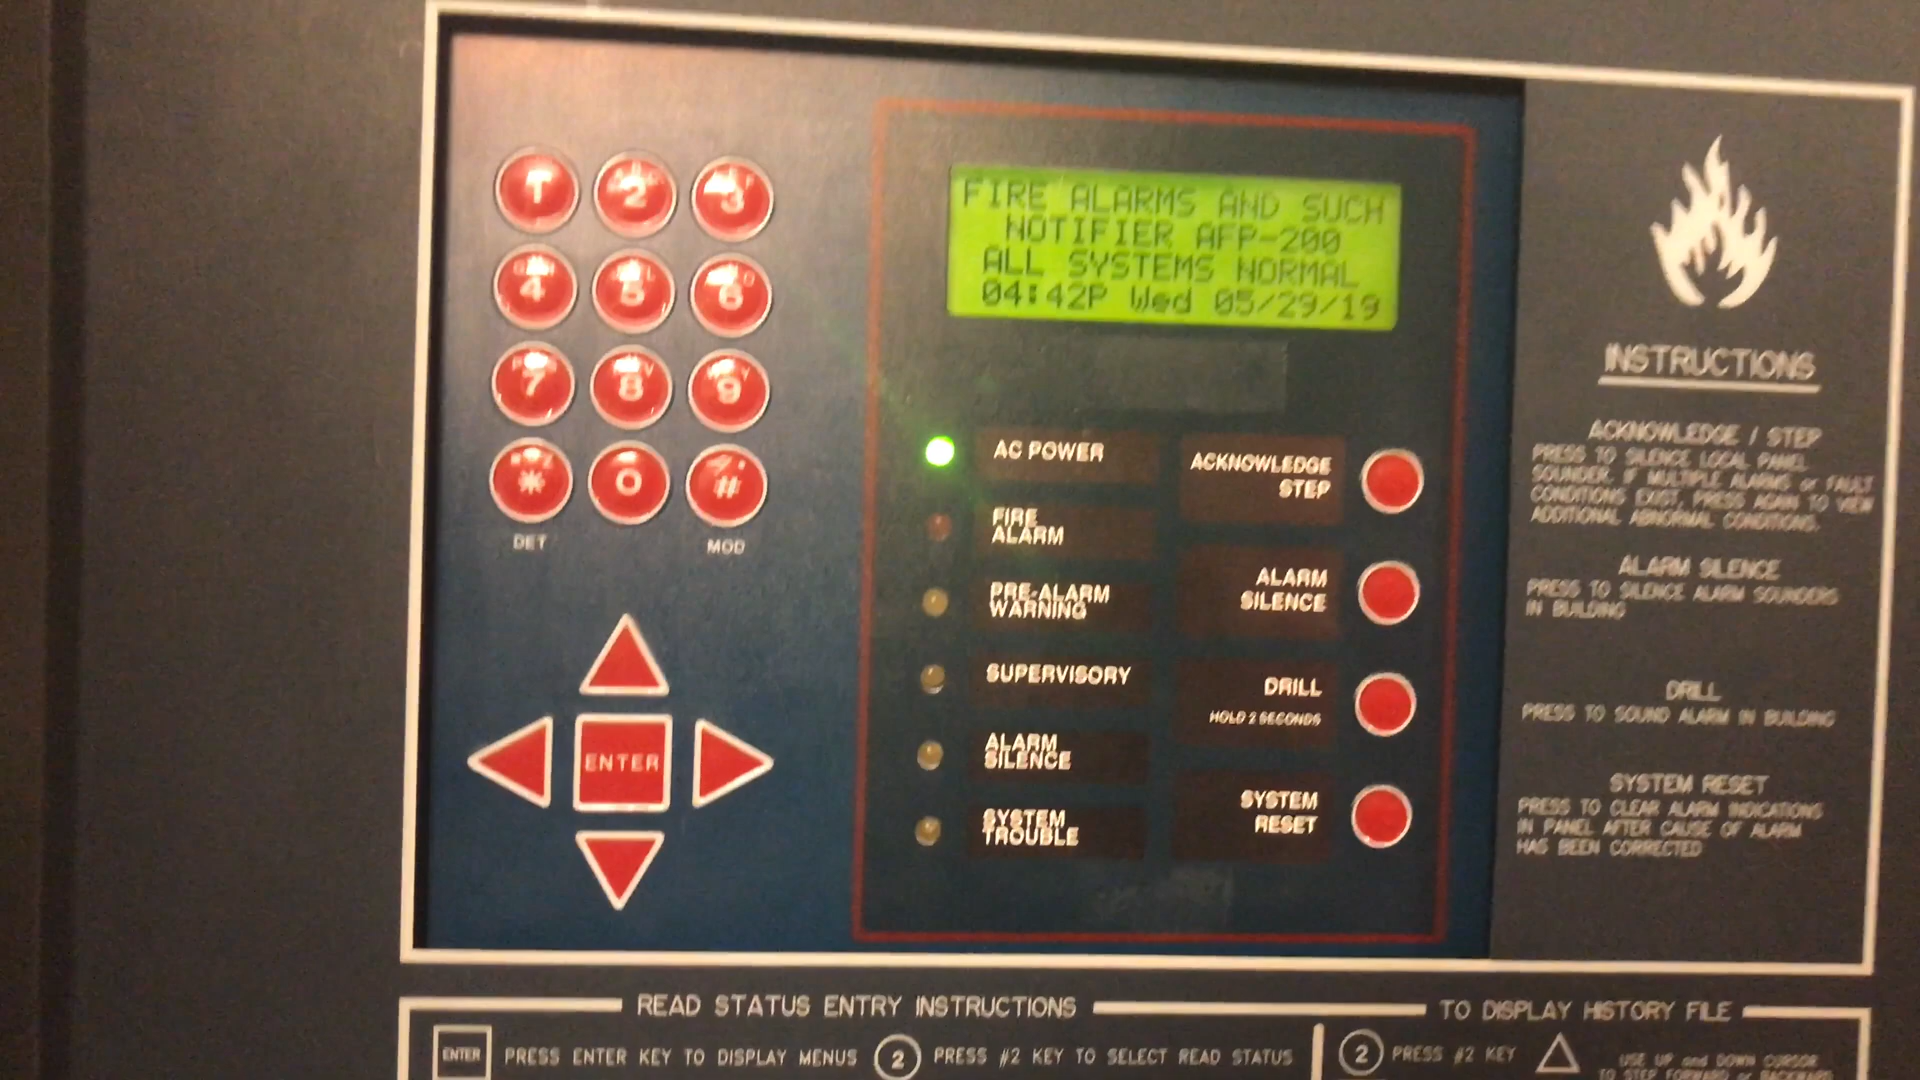 1
2
3
4
5
6
7
8
9
*
0
#
DET
MOD
ENTER
FIRE ALARMS AND SUCH
NOTIFIER AFP-200
ALL SYSTEMS NORMAL
04:42P Wed 05/29/19
AC POWER
FIRE
ALARM
PRE-ALARM
WARNING
SUPERVISORY
ALARM
SILENCE
SYSTEM
TROUBLE
ACKNOWLEDGE
STEP
ALARM
SILENCE
DRILL
HOLD 2 SECONDS
SYSTEM
RESET
INSTRUCTIONS
ACKNOWLEDGE / STEP
PRESS TO SILENCE LOCAL PANEL
SOUNDER. IF MULTIPLE ALARMS or FAULT
CONDITIONS EXIST, PRESS AGAIN TO VIEW
ADDITIONAL ABNORMAL CONDITIONS.
ALARM SILENCE
PRESS TO SILENCE ALARM SOUNDERS
IN BUILDING
DRILL
PRESS TO SOUND ALARM IN BUILDING
SYSTEM RESET
PRESS TO CLEAR ALARM INDICATIONS
IN PANEL AFTER CAUSE OF ALARM
HAS BEEN CORRECTED
READ STATUS ENTRY INSTRUCTIONS
ENTER PRESS ENTER KEY TO DISPLAY MENUS 2 PRESS #2 KEY TO SELECT READ STATUS
TO DISPLAY HISTORY FILE
2 PRESS #2 KEY
USE UP and DOWN CURSOR
TO STEP FORWARD or BACKWARD